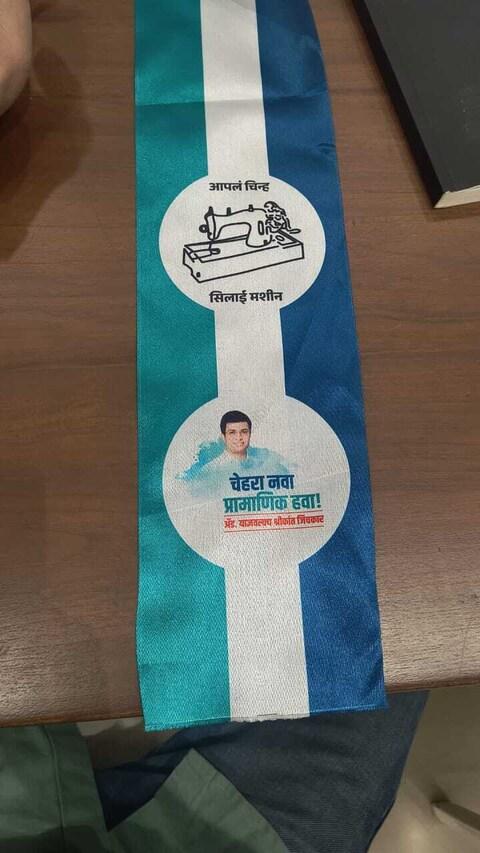 आपलं चिन्ह
सिलाई मशीन
चेहरा नवा
प्रामाणिक हवा!
ॲड. याज्ञवल्क्य श्रीकांत जिचकार